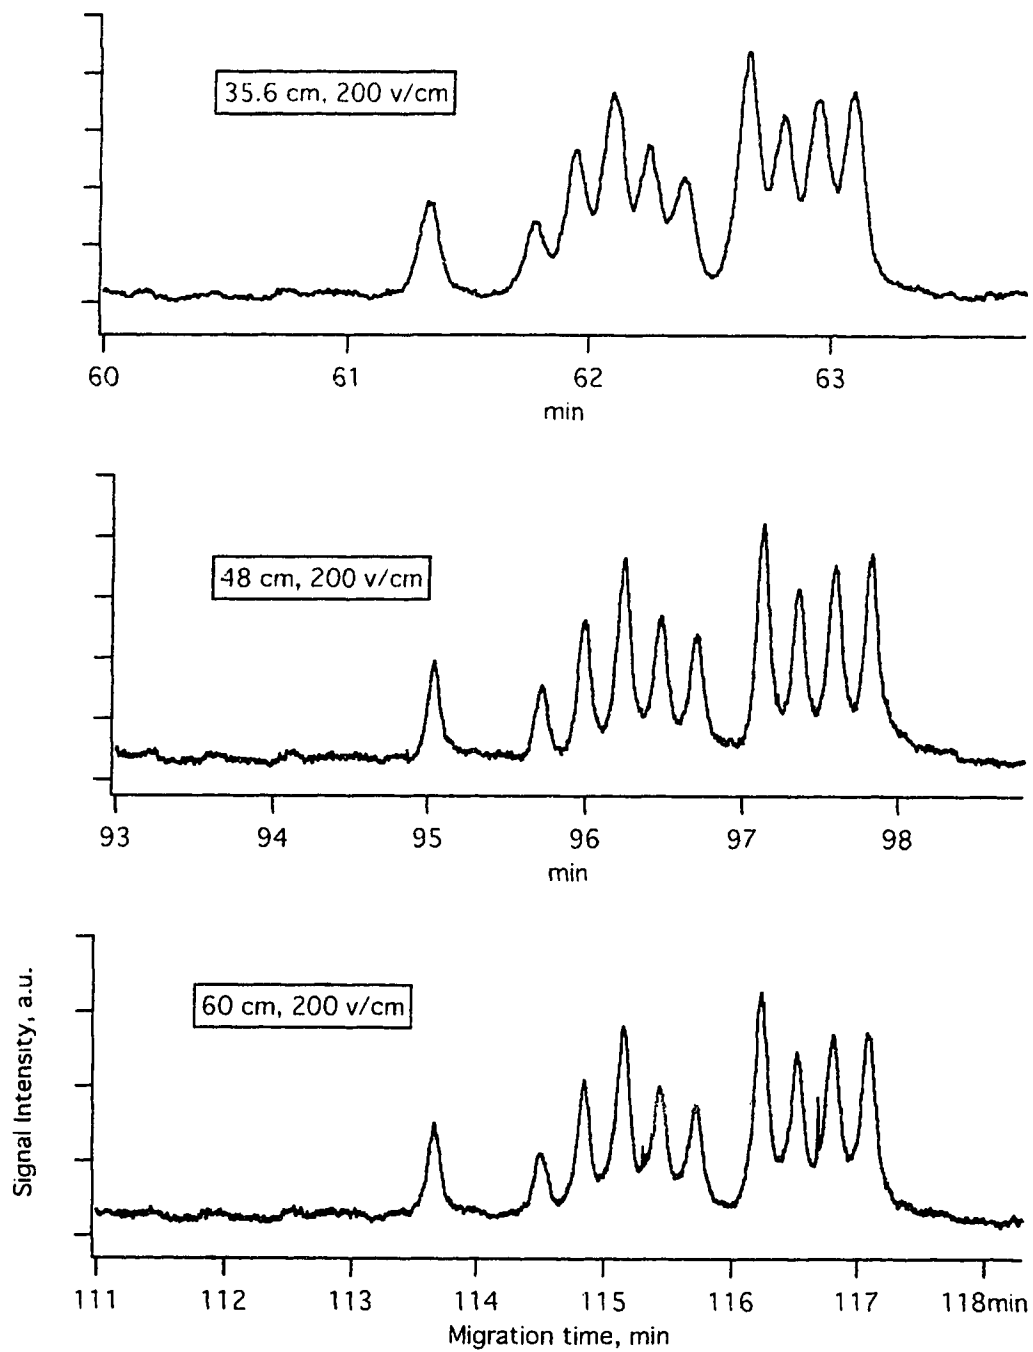 35.6 cm, 200 v/cm
60 61 62 63
min
48 cm, 200 v/cm
93 94 95 96 97 98
min
Signal Intensity, a.u.
60 cm, 200 v/cm
111 112 113 114 115 116 117 118min
Migration time, min